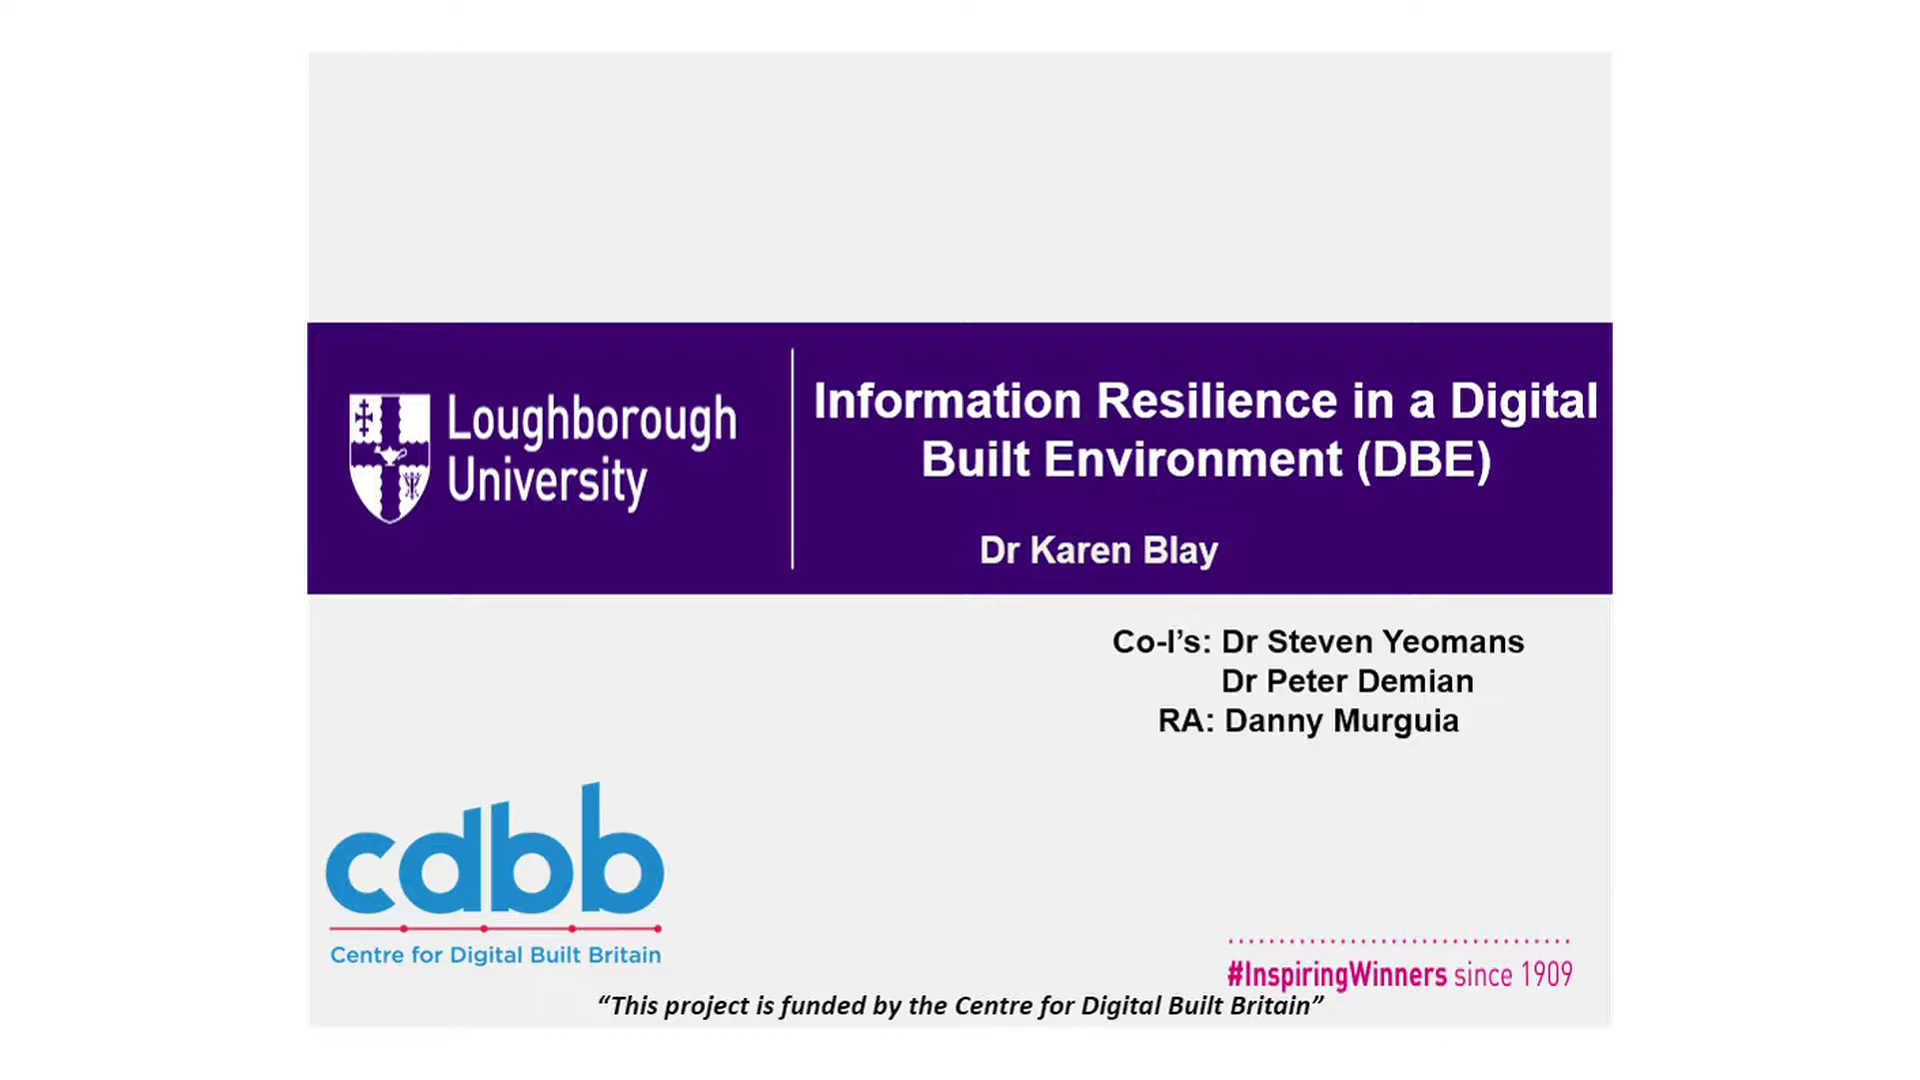 Loughborough
University
Information Resilience in a Digital
Built Environment (DBE)
Dr Karen Blay
Co-I’s: Dr Steven Yeomans
Dr Peter Demian
RA: Danny Murguia
cdbb
Centre for Digital Built Britain
#InspiringWinners since 1909
“This project is funded by the Centre for Digital Built Britain”